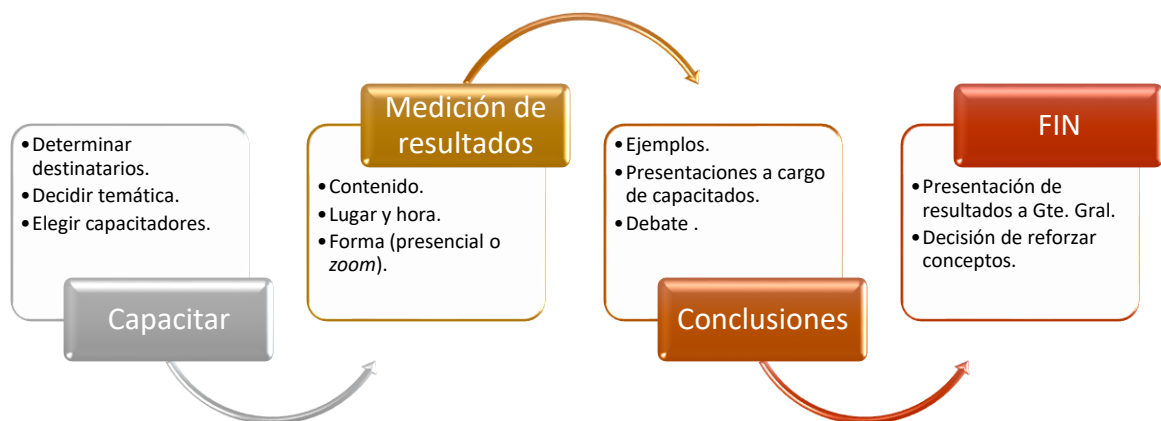 • Determinar
destinatarios.
• Decidir temática.
• Elegir capacitadores.
Capacitar
Medición de
resultados
• Contenido.
• Lugar y hora.
• Forma (presencial o
zoom).
• Ejemplos.
• Presentaciones a cargo
de capacitados.
• Debate .
Conclusiones
FIN
• Presentación de
resultados a Gte. Gral.
• Decisión de reforzar
conceptos.